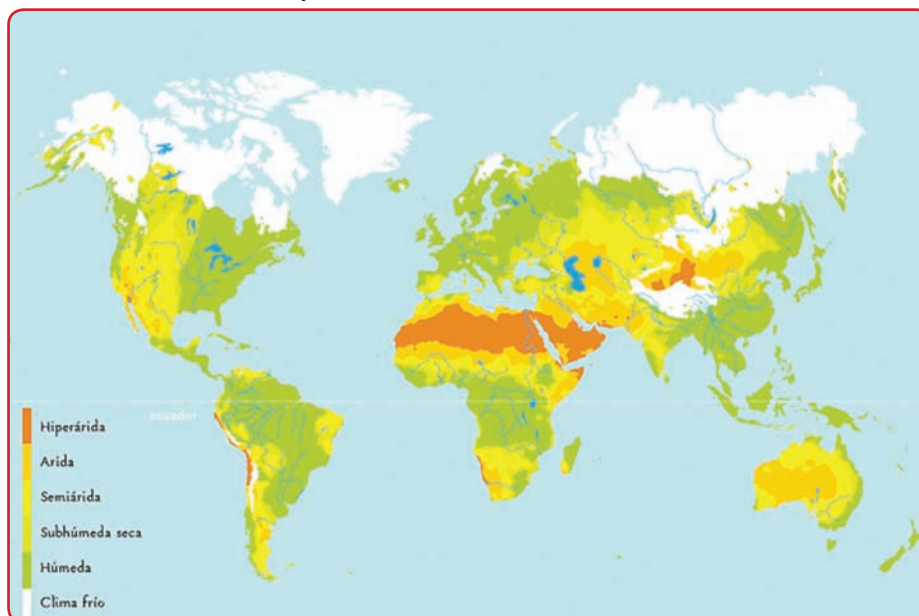 ecuador
Hiperárida
Arida
Semiárida
Subhúmeda seca
Húmeda
Clima frío